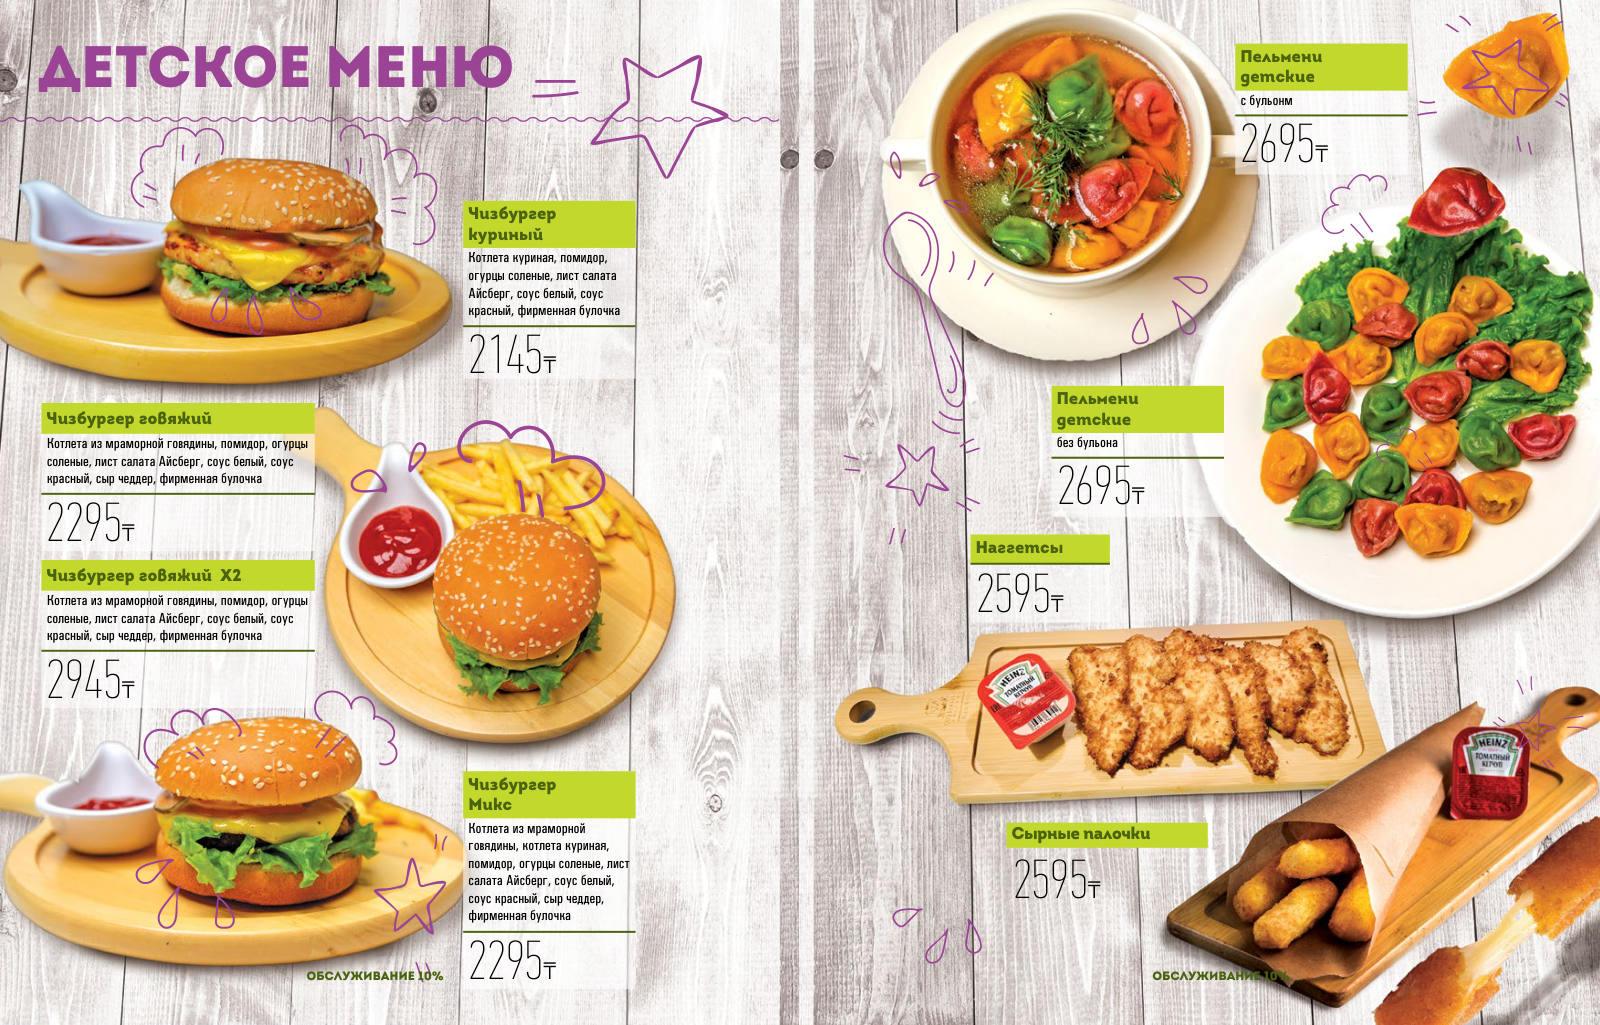 ДЕТСКОЕ МЕНЮ
Чизбургер
куриный
Котлета куриная, помидор,
огурцы соленые, лист салата
Айсберг, соус белый, соус
красный, фирменная булочка
2145₸
Чизбургер говяжий
Котлета из мраморной говядины, помидор, огурцы
соленые, лист салата Айсберг, соус белый, соус
красный, сыр чеддер, фирменная булочка
2295₸
Чизбургер говяжий X2
Котлета из мраморной говядины, помидор, огурцы
соленые, лист салата Айсберг, соус белый, соус
красный, сыр чеддер, фирменная булочка
2945₸
Чизбургер
Микс
Котлета из мраморной
говядины, котлета куриная,
помидор, огурцы соленые, лист
салата Айсберг, соус белый,
соус красный, сыр чеддер,
фирменная булочка
2295₸
ОБСЛУЖИВАНИЕ 10%
Пельмени
детские
с бульонм
2695₸
Пельмени
детские
без бульона
2695₸
Наггетсы
2595₸
HEINZ
ТОМАТНЫЙ
КЕТЧУП
HEINZ
ТОМАТНЫЙ
КЕТЧУП
Сырные палочки
2595₸
ОБСЛУЖИВАНИЕ 10%